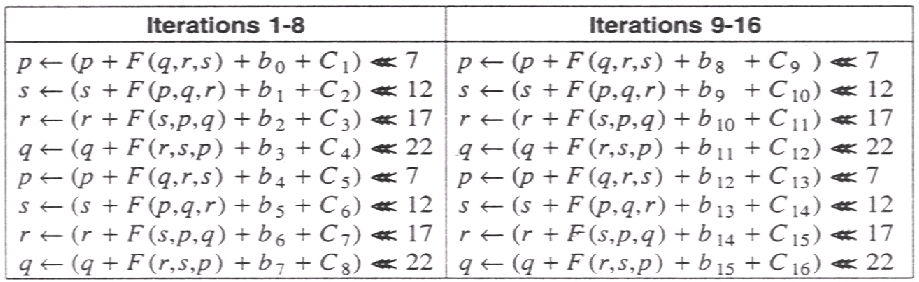 Iterations 1-8
p ← (p + F(q,r,s) + b₀ + C₁) ⋘ 7
s ← (s + F(p,q,r) + b₁ + C₂) ⋘ 12
r ← (r + F(s,p,q) + b₂ + C₃) ⋘ 17
q ← (q + F(r,s,p) + b₃ + C₄) ⋘ 22
p ← (p + F(q,r,s) + b₄ + C₅) ⋘ 7
s ← (s + F(p,q,r) + b₅ + C₆) ⋘ 12
r ← (r + F(s,p,q) + b₆ + C₇) ⋘ 17
q ← (q + F(r,s,p) + b₇ + C₈) ⋘ 22
Iterations 9-16
p ← (p + F(q,r,s) + b₈ + C₉ ) ⋘ 7
s ← (s + F(p,q,r) + b₉ + C₁₀) ⋘ 12
r ← (r + F(s,p,q) + b₁₀ + C₁₁) ⋘ 17
q ← (q + F(r,s,p) + b₁₁ + C₁₂) ⋘ 22
p ← (p + F(q,r,s) + b₁₂ + C₁₃) ⋘ 7
s ← (s + F(p,q,r) + b₁₃ + C₁₄) ⋘ 12
r ← (r + F(s,p,q) + b₁₄ + C₁₅) ⋘ 17
q ← (q + F(r,s,p) + b₁₅ + C₁₆) ⋘ 22